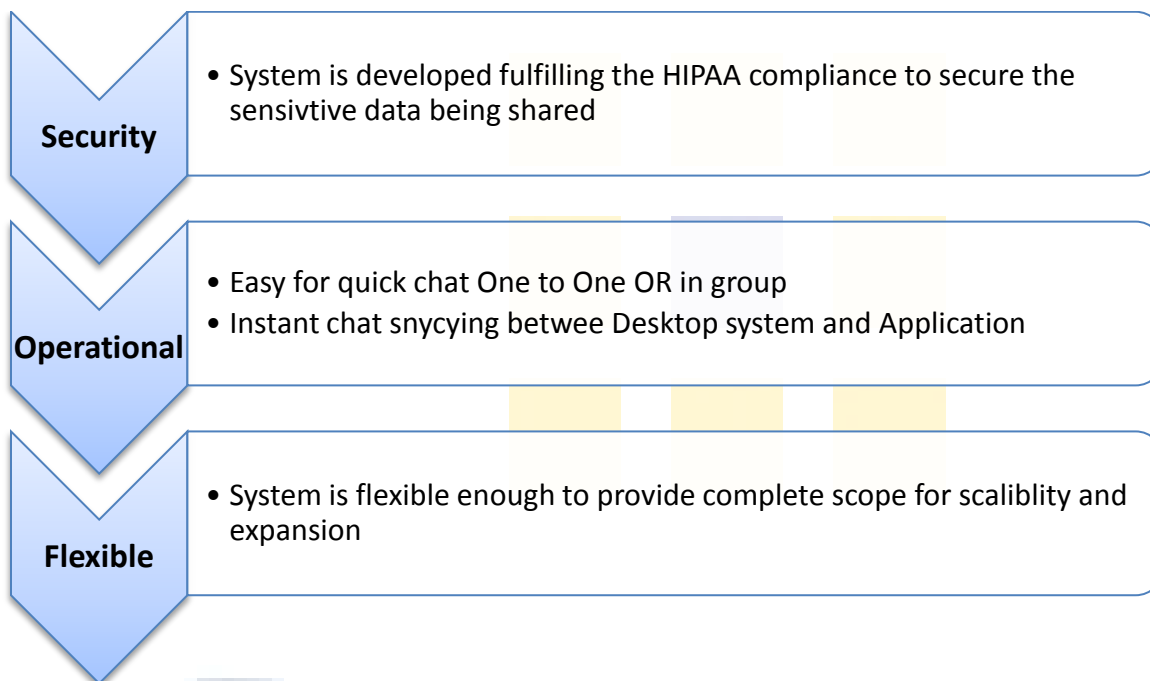 Security
• System is developed fulfilling the HIPAA compliance to secure the
sensivtive data being shared
Operational
• Easy for quick chat One to One OR in group
• Instant chat snycying betwee Desktop system and Application
Flexible
• System is flexible enough to provide complete scope for scaliblity and
expansion